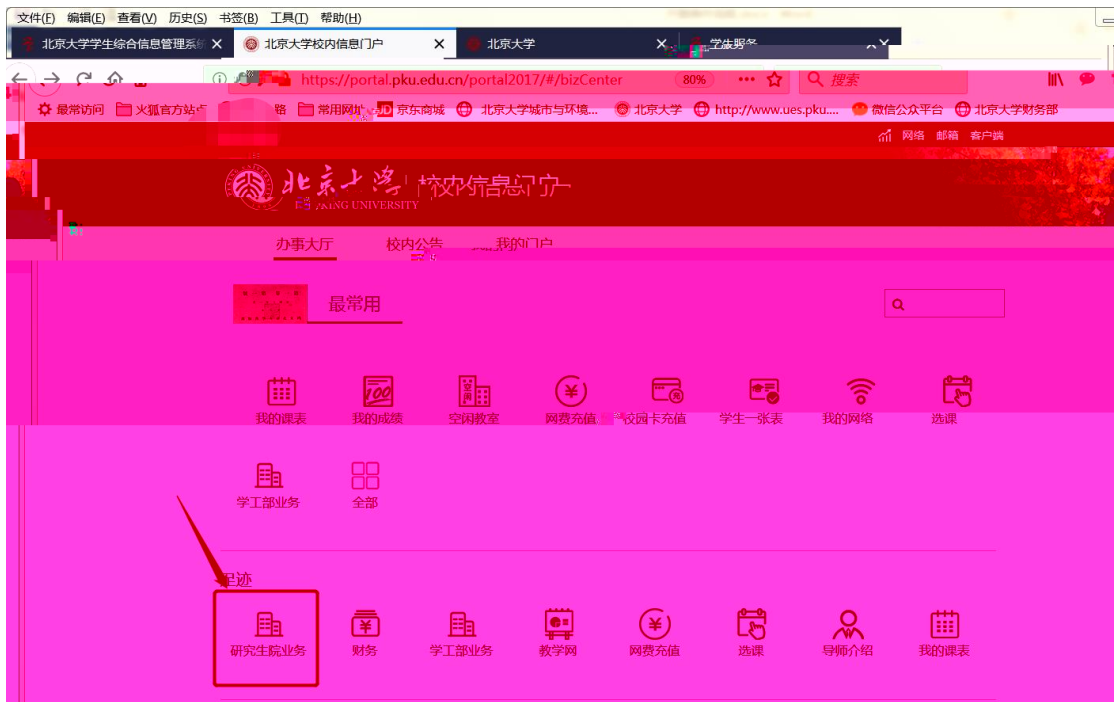 文件(F) 编辑(E) 查看(V) 历史(S) 书签(B) 工具(T) 帮助(H)
北京大学学生综合信息管理系统 × 北京大学校内信息门户 × 北京大学 ×
https://portal.pku.edu.cn/portal2017/#/bizCenter 80% 搜索
最常访问 火狐官方站点 常用网址 JD 京东商城 北京大学城市与环境... 北京大学 http://www.ues.pku.... 微信公众平台 北京大学财务部
网络 邮箱 客户端
北京大学 校内信息门户
PEKING UNIVERSITY
办事大厅 校内公告 我的门户
最常用
我的课表 我的成绩 空闲教室 网费充值 校园卡充值 学生一张表 我的网络 选课
学工部业务 全部
足迹
研究生院业务 财务 学工部业务 教学网 网费充值 选课 导师介绍 我的课表